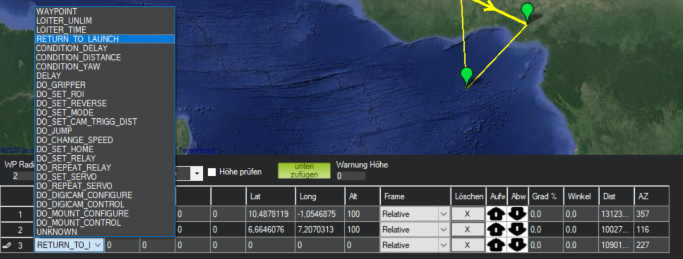 WAYPOINT
LOITER_UNLIM
LOITER_TIME
RETURN_TO_LAUNCH
CONDITION_DELAY
CONDITION_DISTANCE
CONDITION_YAW
DELAY
DO_GRIPPER
DO_SET_ROI
DO_SET_REVERSE
DO_SET_MODE
DO_SET_CAM_TRIGG_DIST
DO_JUMP
DO_CHANGE_SPEED
DO_SET_HOME
DO_SET_RELAY
DO_REPEAT_RELAY
DO_SET_SERVO
DO_REPEAT_SERVO
DO_DIGICAM_CONFIGURE
DO_DIGICAM_CONTROL
DO_MOUNT_CONFIGURE
DO_MOUNT_CONTROL
UNKNOWN
WP Radi
2
Höhe prüfen
unten zufügen
Warnung Höhe
0
Lat Long Alt Frame Löschen Aufw Abw Grad % Winkel Dist AZ
1 0 0 10,4878119 -1,0546875 100 Relative X 0,0 0,0 13123... 357
2 0 0 6,6646076 7,2070313 100 Relative X 0,0 0,0 10027... 116
3 RETURN_TO_l 0 0 0 0 0 0 0 Relative X 0,0 0,0 10901... 227